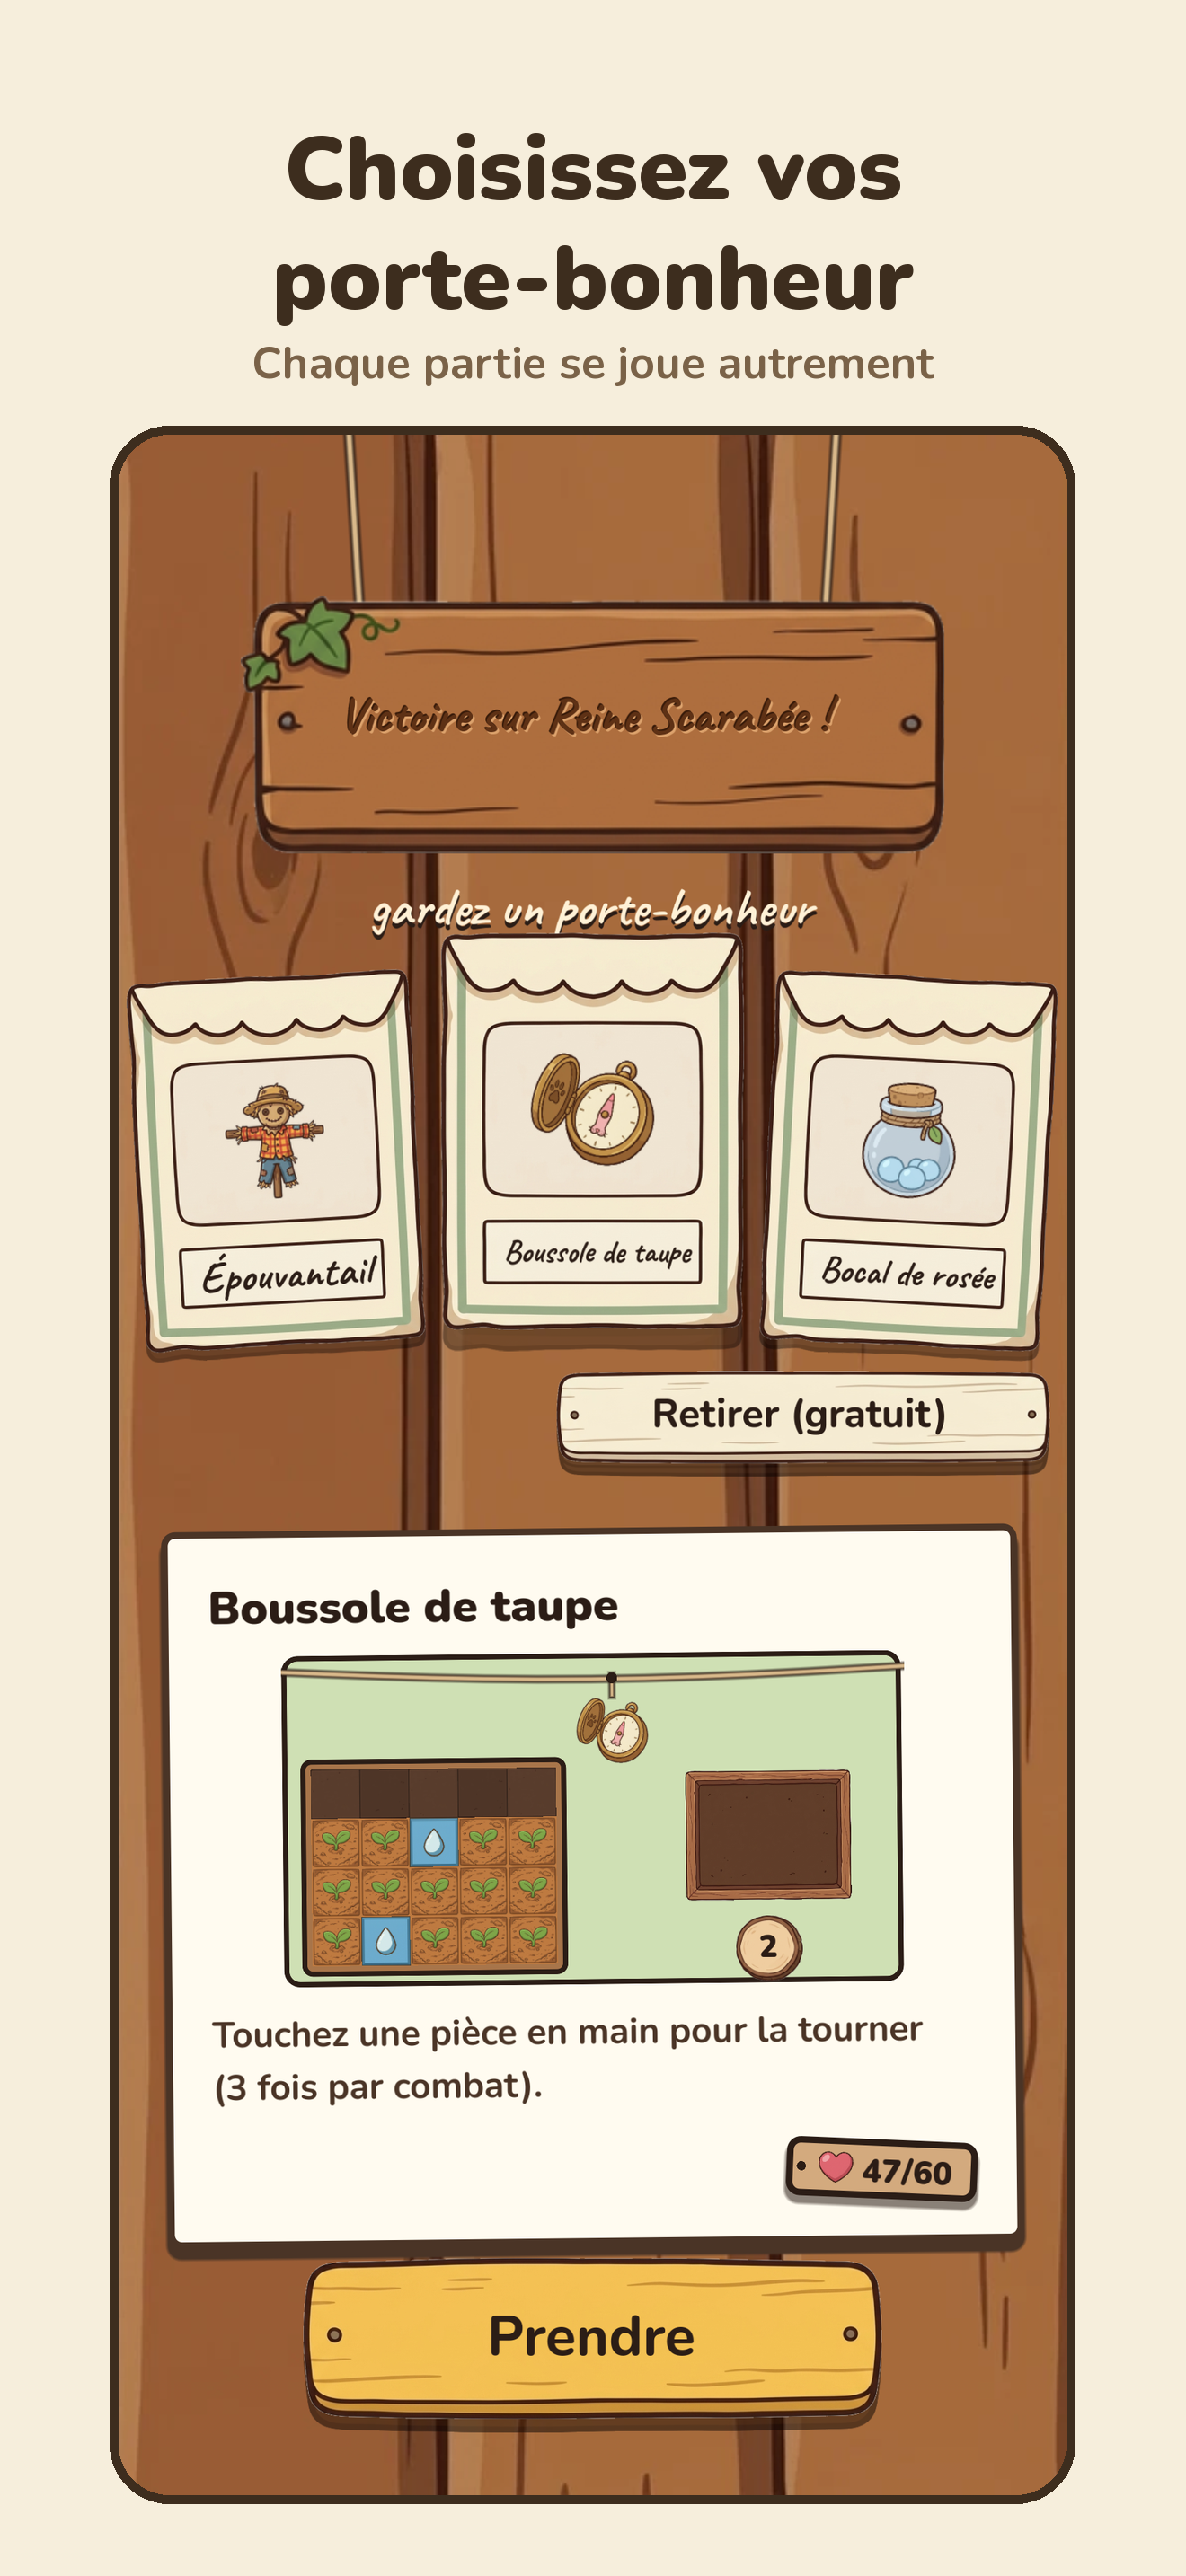 Choisissez vos
porte-bonheur
Chaque partie se joue autrement
Victoire sur Reine Scarabée !
gardez un porte-bonheur
Épouvantail
Boussole de taupe
Bocal de rosée
Retirer (gratuit)
Boussole de taupe
2
Touchez une pièce en main pour la tourner
(3 fois par combat).
47/60
Prendre